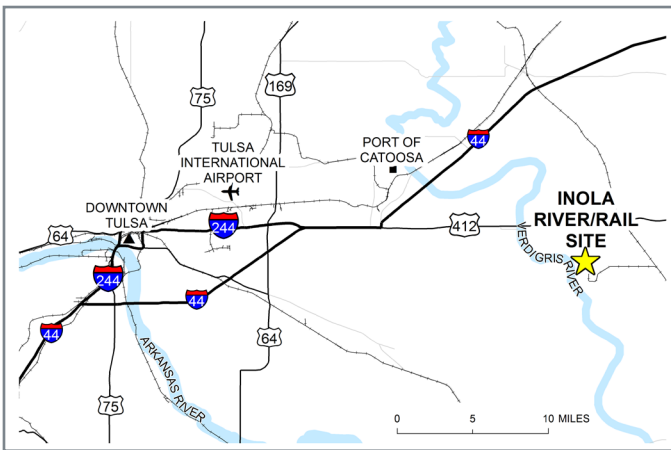 75
169
44
TULSA
INTERNATIONAL
AIRPORT
PORT OF
CATOOSA
INOLA
RIVER/RAIL
SITE
DOWNTOWN
TULSA
64
244
412
VERDIGRIS RIVER
244
44
44
64
ARKANSAS RIVER
75
0 5 10 MILES